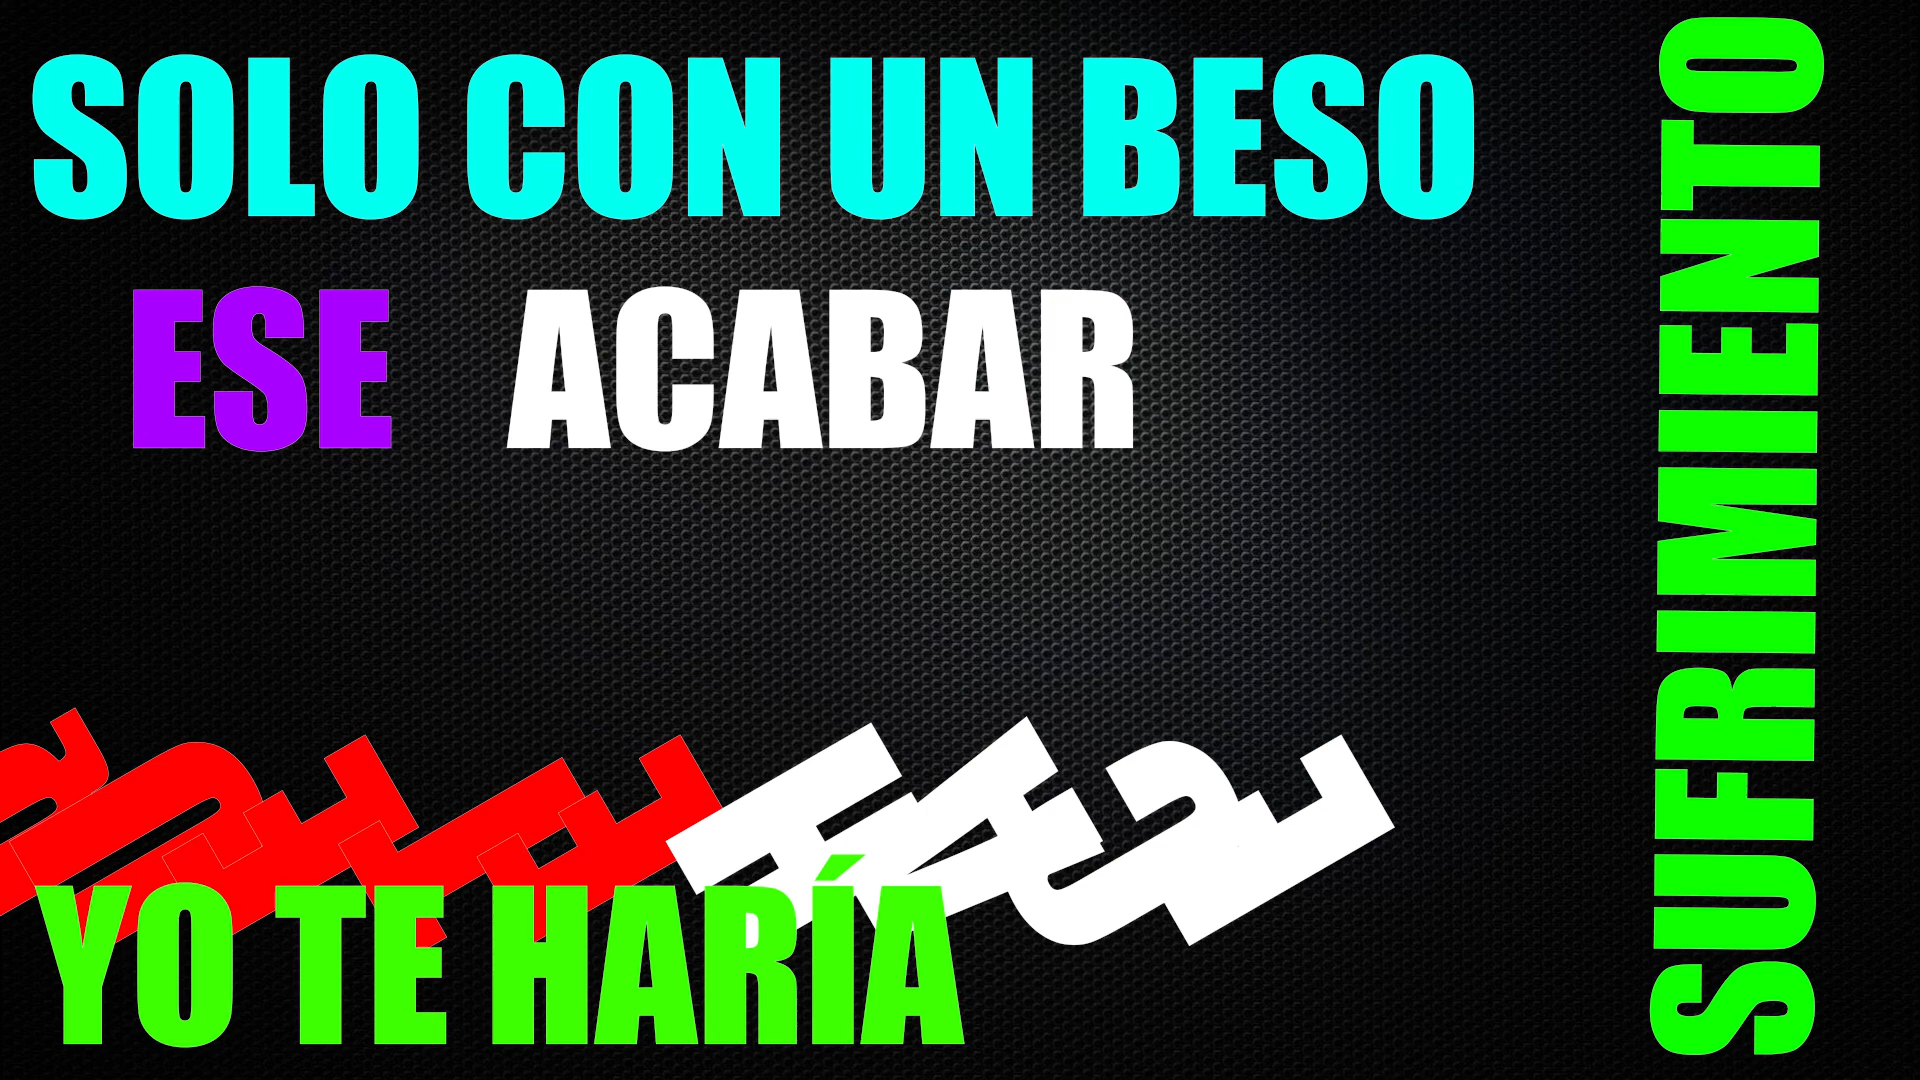 SOLO CON UN BESO
ESE ACABAR
YO TE HARÍA
SUFRIMIENTO